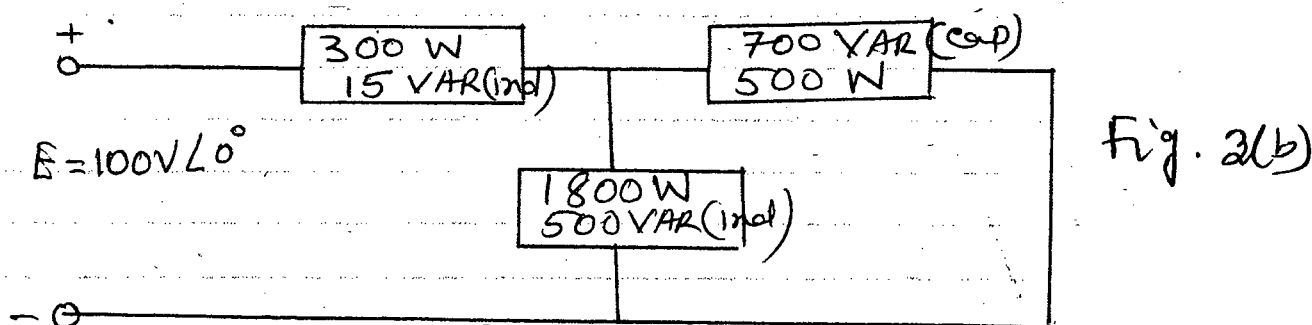 +
300 W
15 VAR(ind)
700 VAR (cap)
500 W
E = 100V∠0°
Fig. 2(b)
1800 W
500 VAR(ind)
-